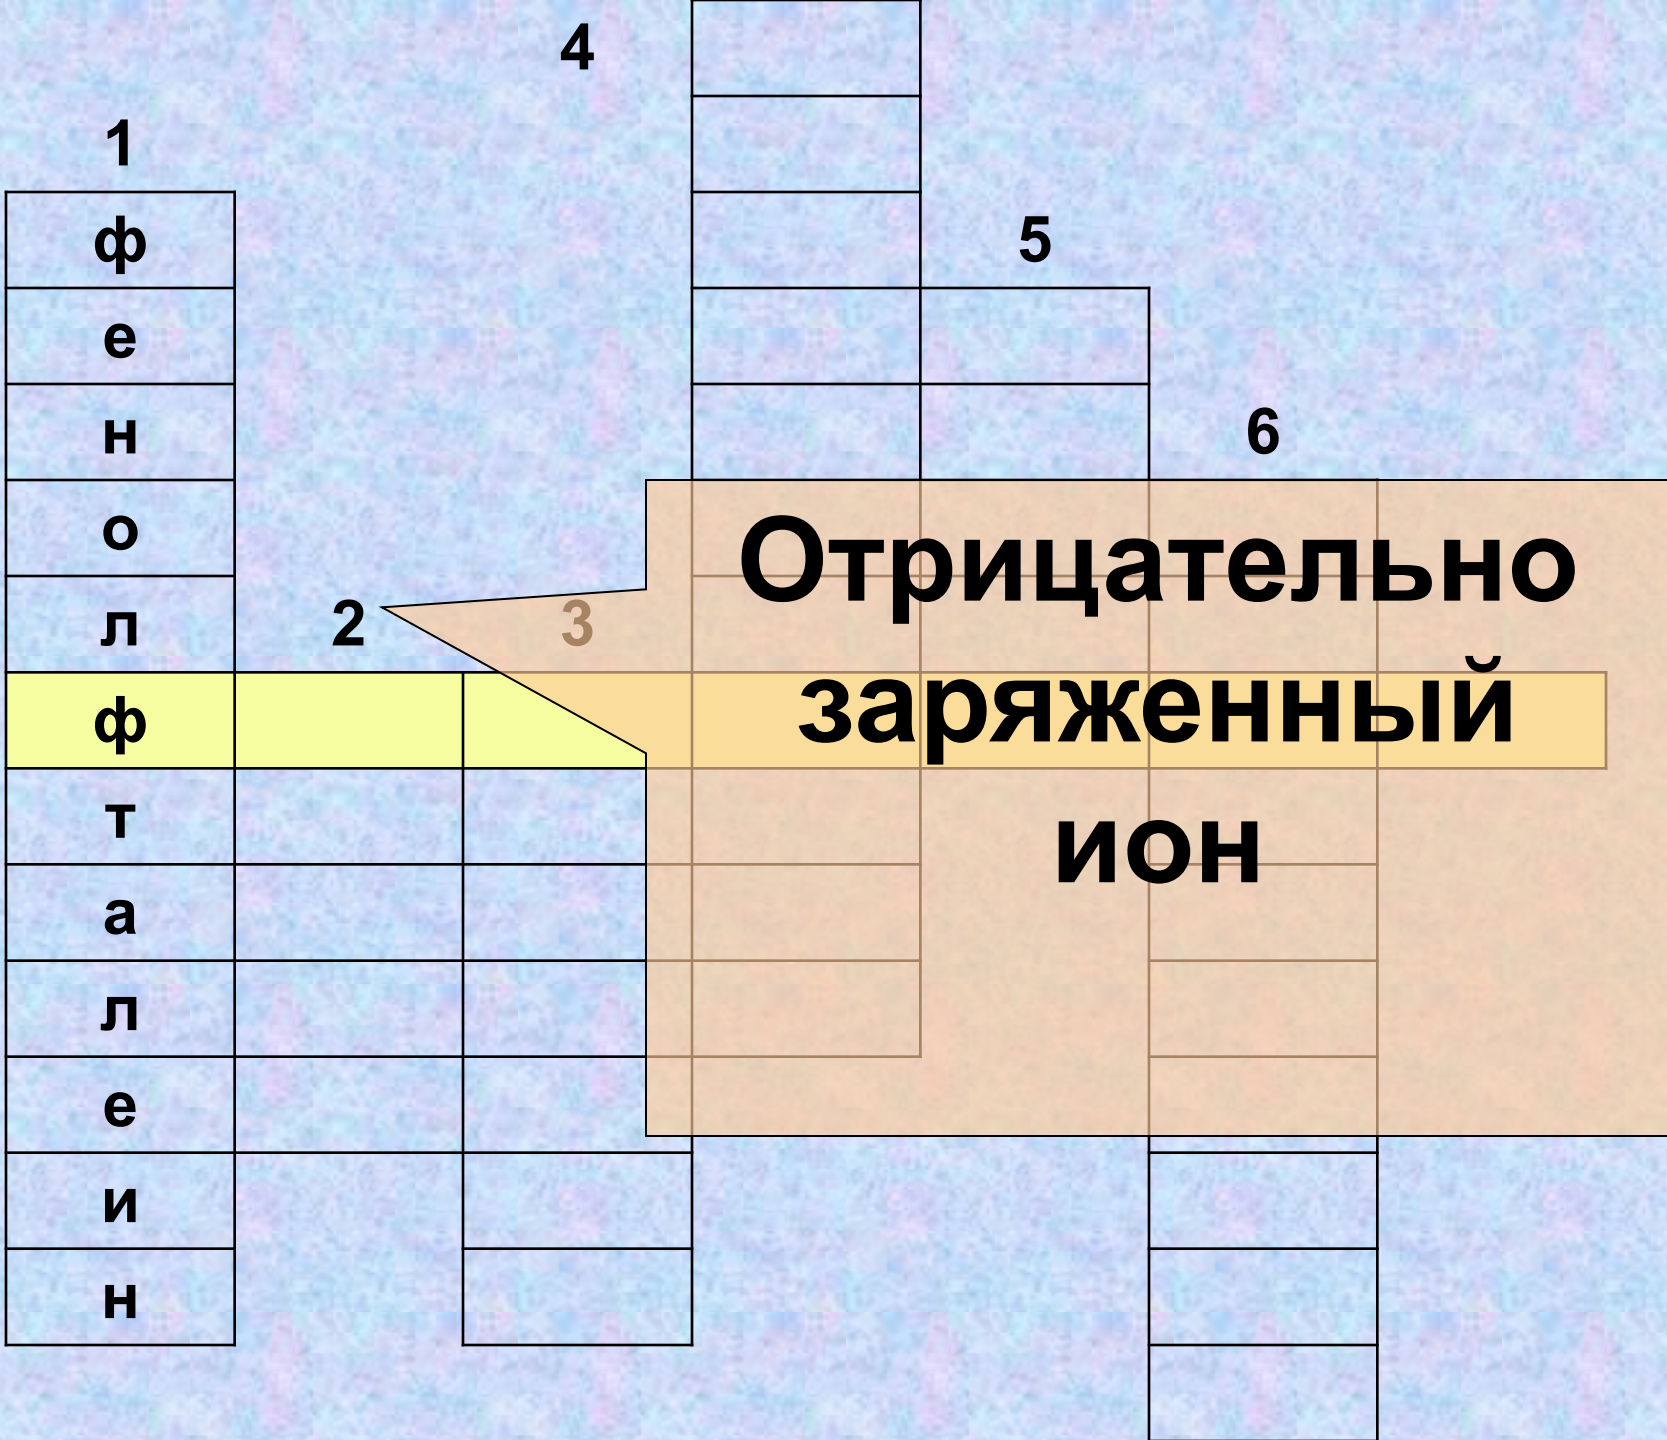 4
1
ф
5
е
н
6
о
л
2
3
ф
т
а
л
е
и
н
Отрицательно
заряженный
ион